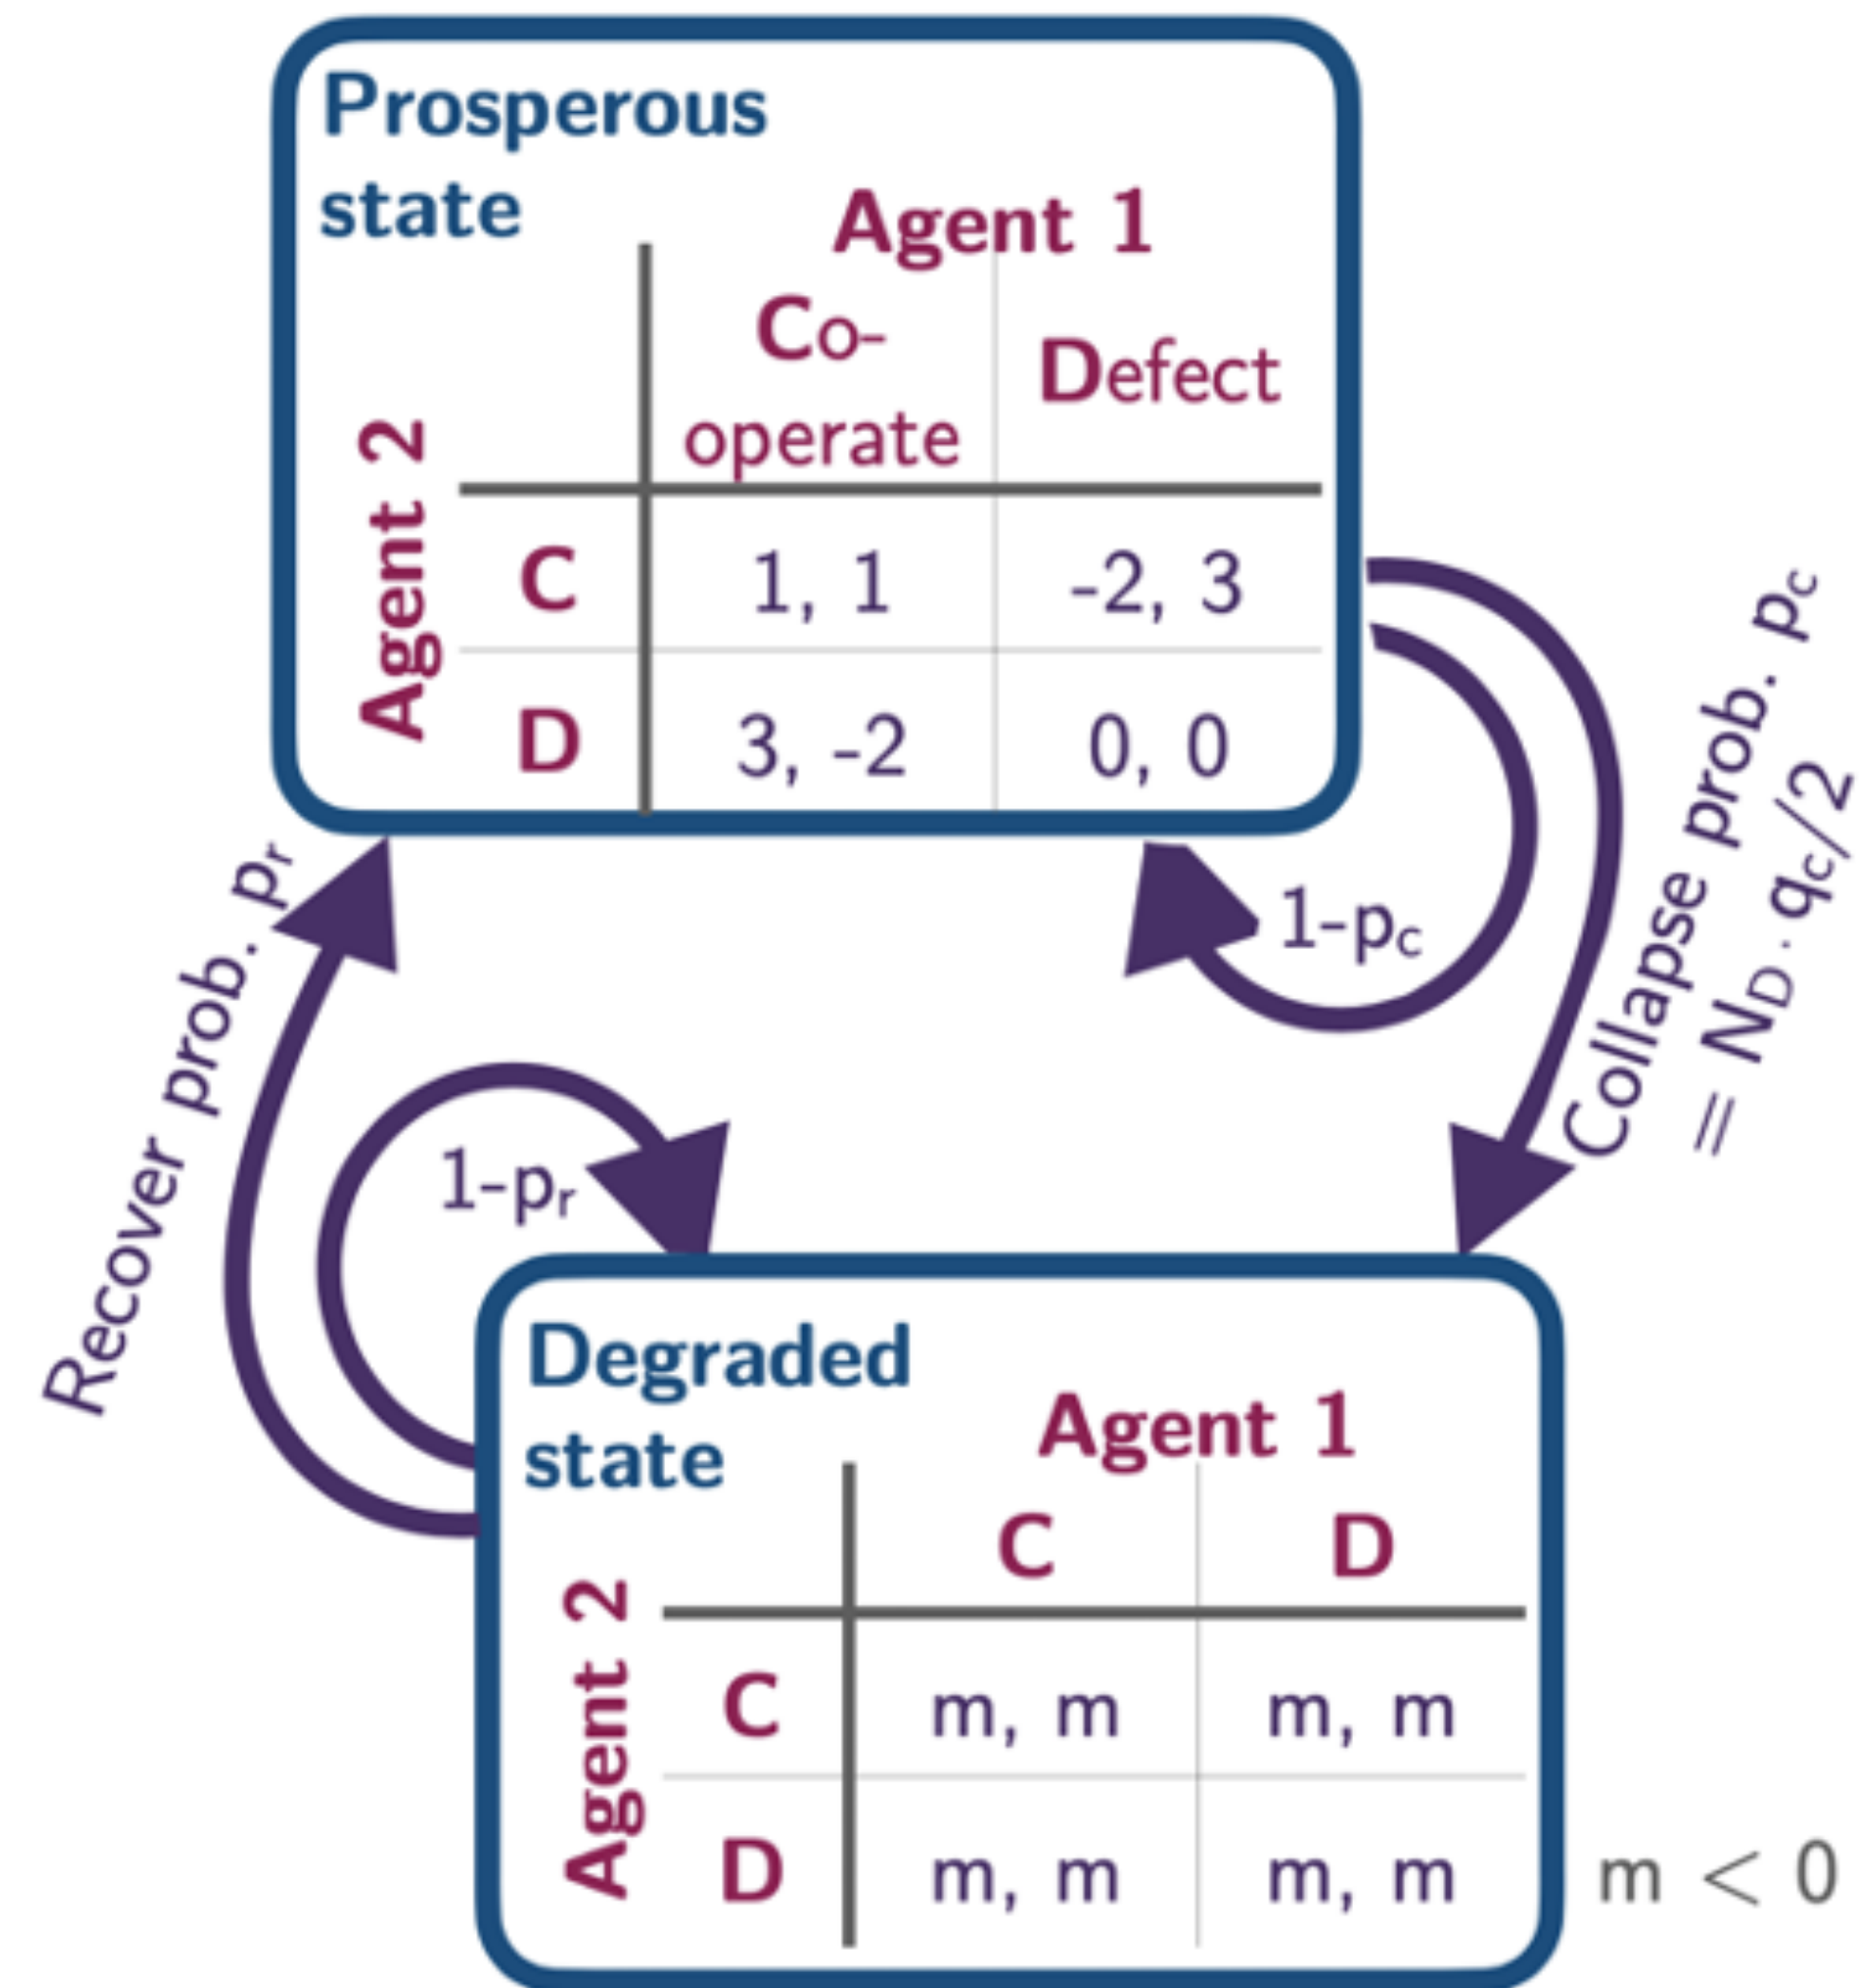 Prosperous
state
Agent 1
Co-
operate
Defect
Agent 2
C
1, 1
-2, 3
D
3, -2
0, 0
Collapse prob. pc
= ND · qc/2
1-pc
Recover prob. pr
1-pr
Degraded
state
Agent 1
C
D
Agent 2
C
m, m
m, m
D
m, m
m, m
m < 0